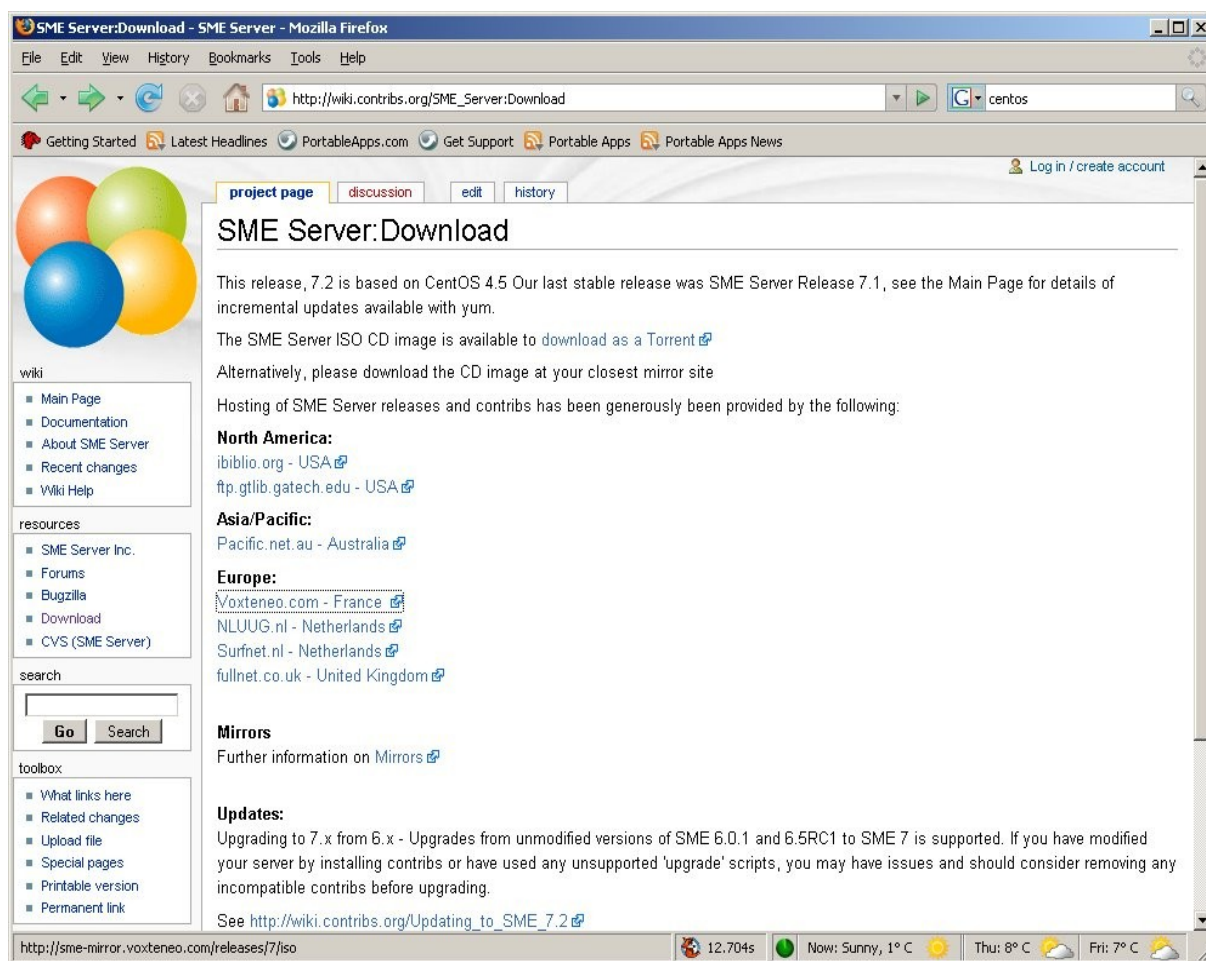 SME Server:Download - SME Server - Mozilla Firefox
File Edit View History Bookmarks Tools Help
http://wiki.contribs.org/SME_Server:Download
G centos
Getting Started Latest Headlines PortableApps.com Get Support Portable Apps Portable Apps News
Log in / create account
project page discussion edit history
SME Server:Download
This release, 7.2 is based on CentOS 4.5 Our last stable release was SME Server Release 7.1, see the Main Page for details of
incremental updates available with yum.
The SME Server ISO CD image is available to download as a Torrent
Alternatively, please download the CD image at your closest mirror site
Hosting of SME Server releases and contribs has been generously been provided by the following:
North America:
ibiblio.org - USA
ftp.gtlib.gatech.edu - USA
Asia/Pacific:
Pacific.net.au - Australia
Europe:
Voxteneo.com - France
NLUUG.nl - Netherlands
Surfnet.nl - Netherlands
fullnet.co.uk - United Kingdom
Mirrors
Further information on Mirrors
Updates:
Upgrading to 7.x from 6.x - Upgrades from unmodified versions of SME 6.0.1 and 6.5RC1 to SME 7 is supported. If you have modified
your server by installing contribs or have used any unsupported 'upgrade' scripts, you may have issues and should consider removing any
incompatible contribs before upgrading.
See http://wiki.contribs.org/Updating_to_SME_7.2
wiki
Main Page
Documentation
About SME Server
Recent changes
Wiki Help
resources
SME Server Inc.
Forums
Bugzilla
Download
CVS (SME Server)
search
Go Search
toolbox
What links here
Related changes
Upload file
Special pages
Printable version
Permanent link
http://sme-mirror.voxteneo.com/releases/7/iso
12.704s
Now: Sunny, 1° C
Thu: 8° C
Fri: 7° C